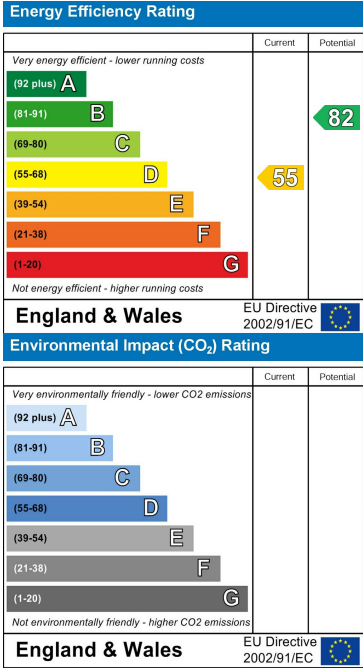 Energy Efficiency Rating
Current Potential
Very energy efficient - lower running costs
(92 plus) A
(81-91) B
82
(69-80) C
(55-68) D
55
(39-54) E
(21-38) F
(1-20) G
Not energy efficient - higher running costs
England & Wales
EU Directive
2002/91/EC
Environmental Impact (CO₂) Rating
Current Potential
Very environmentally friendly - lower CO2 emissions
(92 plus) A
(81-91) B
(69-80) C
(55-68) D
(39-54) E
(21-38) F
(1-20) G
Not environmentally friendly - higher CO2 emissions
England & Wales
EU Directive
2002/91/EC